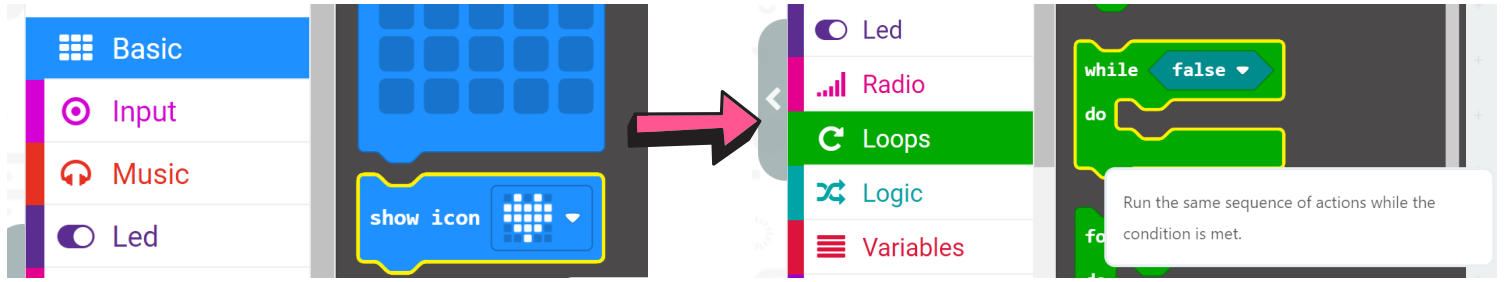 Basic
Input
Music
Led
show icon
Led
Radio
Loops
Logic
Variables
while false
do
Run the same sequence of actions while the
condition is met.
fo